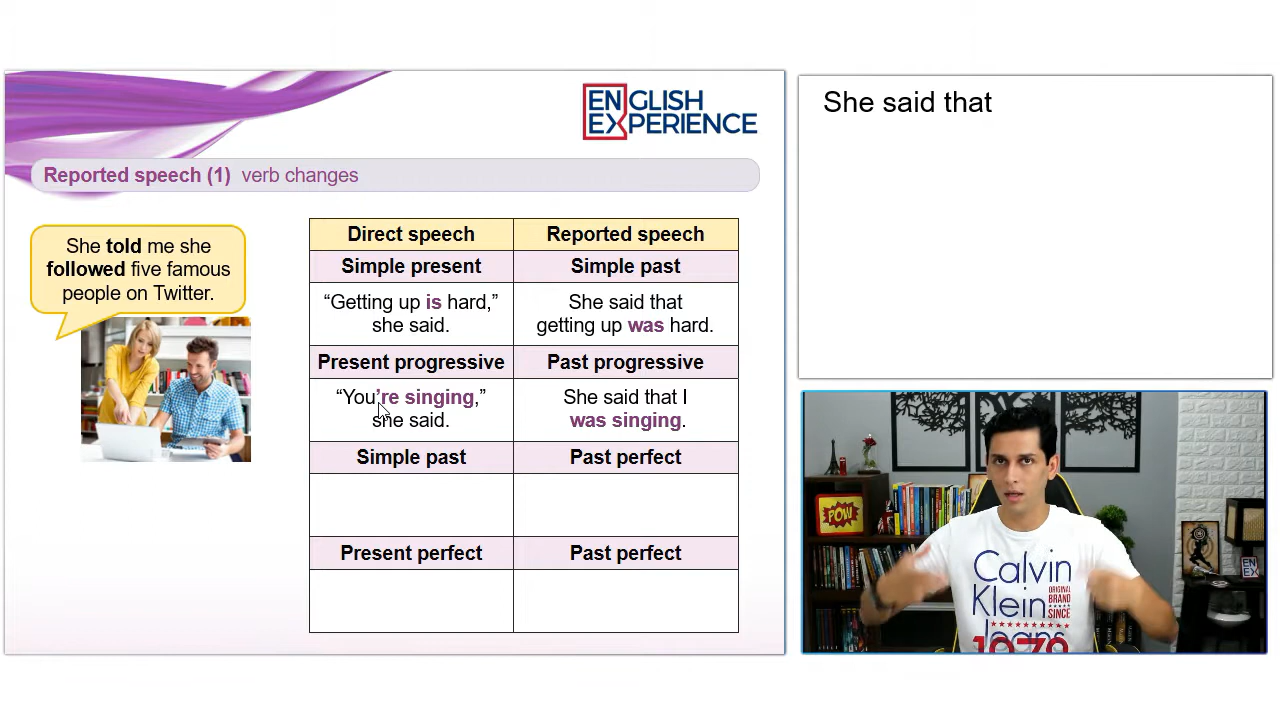 ENGLISH
EXPERIENCE
Reported speech (1) verb changes
She told me she
followed five famous
people on Twitter.
Direct speech
Reported speech
Simple present
Simple past
“Getting up is hard,”
she said.
She said that
getting up was hard.
Present progressive
Past progressive
“You’re singing,”
she said.
She said that I
was singing.
Simple past
Past perfect
Present perfect
Past perfect
She said that
POW
EN
EX
Calvin
Klein
ORIGINAL
BRAND
SINCE
Jeans
1979